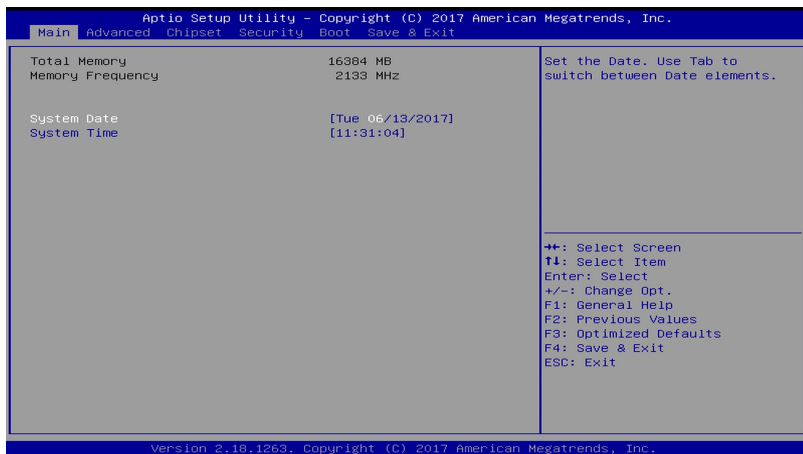 Aptio Setup Utility – Copyright (C) 2017 American Megatrends, Inc.
Main Advanced Chipset Security Boot Save & Exit
Total Memory 16384 MB
Memory Frequency 2133 MHz
System Date [Tue 06/13/2017]
System Time [11:31:04]
Set the Date. Use Tab to
switch between Date elements.
→←: Select Screen
↑↓: Select Item
Enter: Select
+/-: Change Opt.
F1: General Help
F2: Previous Values
F3: Optimized Defaults
F4: Save & Exit
ESC: Exit
Version 2.18.1263. Copyright (C) 2017 American Megatrends, Inc.